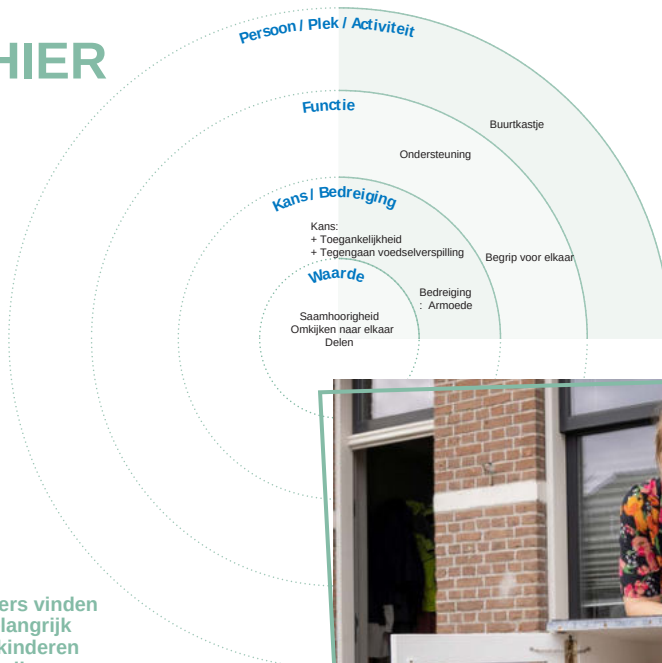 HIER
Persoon / Plek / Activiteit
Functie
Buurtkastje
Ondersteuning
Kans / Bedreiging
Kans:
+ Toegankelijkheid
+ Tegengaan voedselverspilling
Begrip voor elkaar
Waarde
Bedreiging
: Armoede
Saamhoorigheid
Omkijken naar elkaar
Delen
ers vinden
langrijk
kinderen